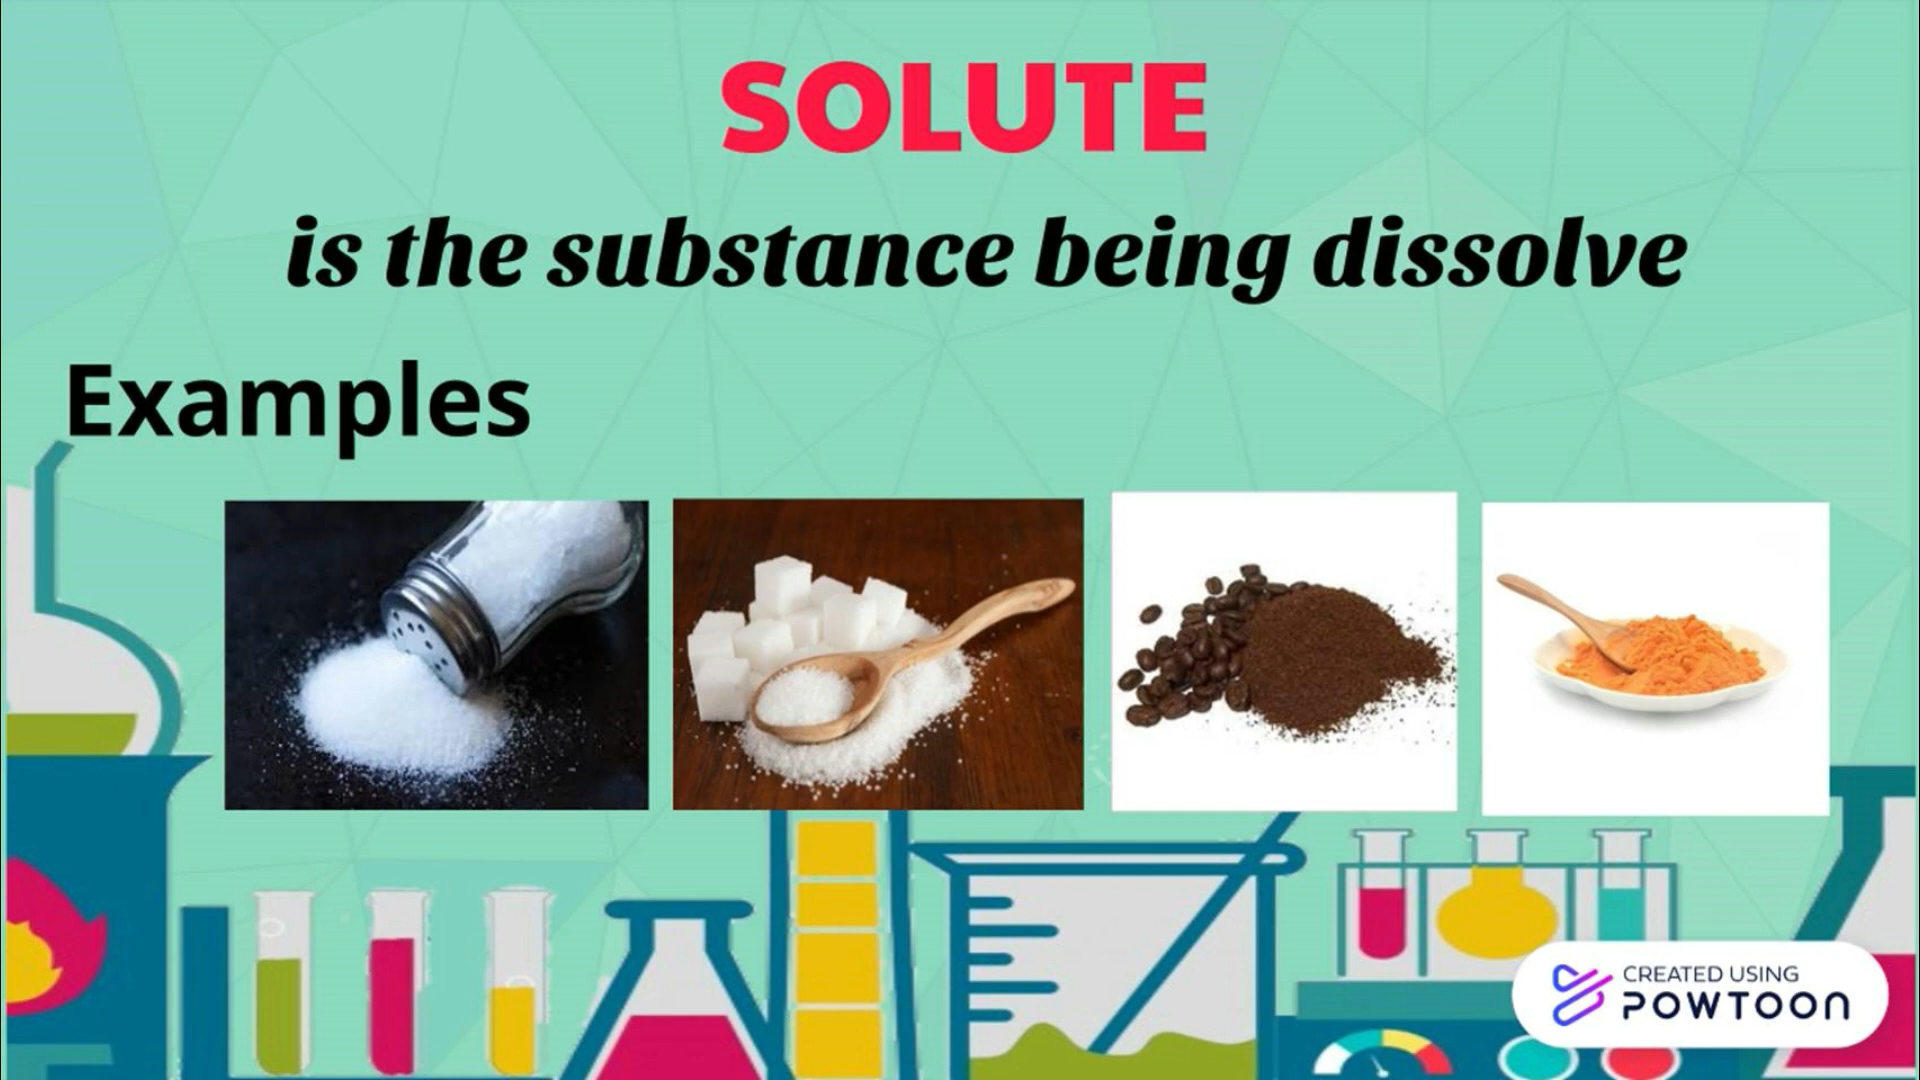 SOLUTE
is the substance being dissolve
Examples
CREATED USING
POWTOON